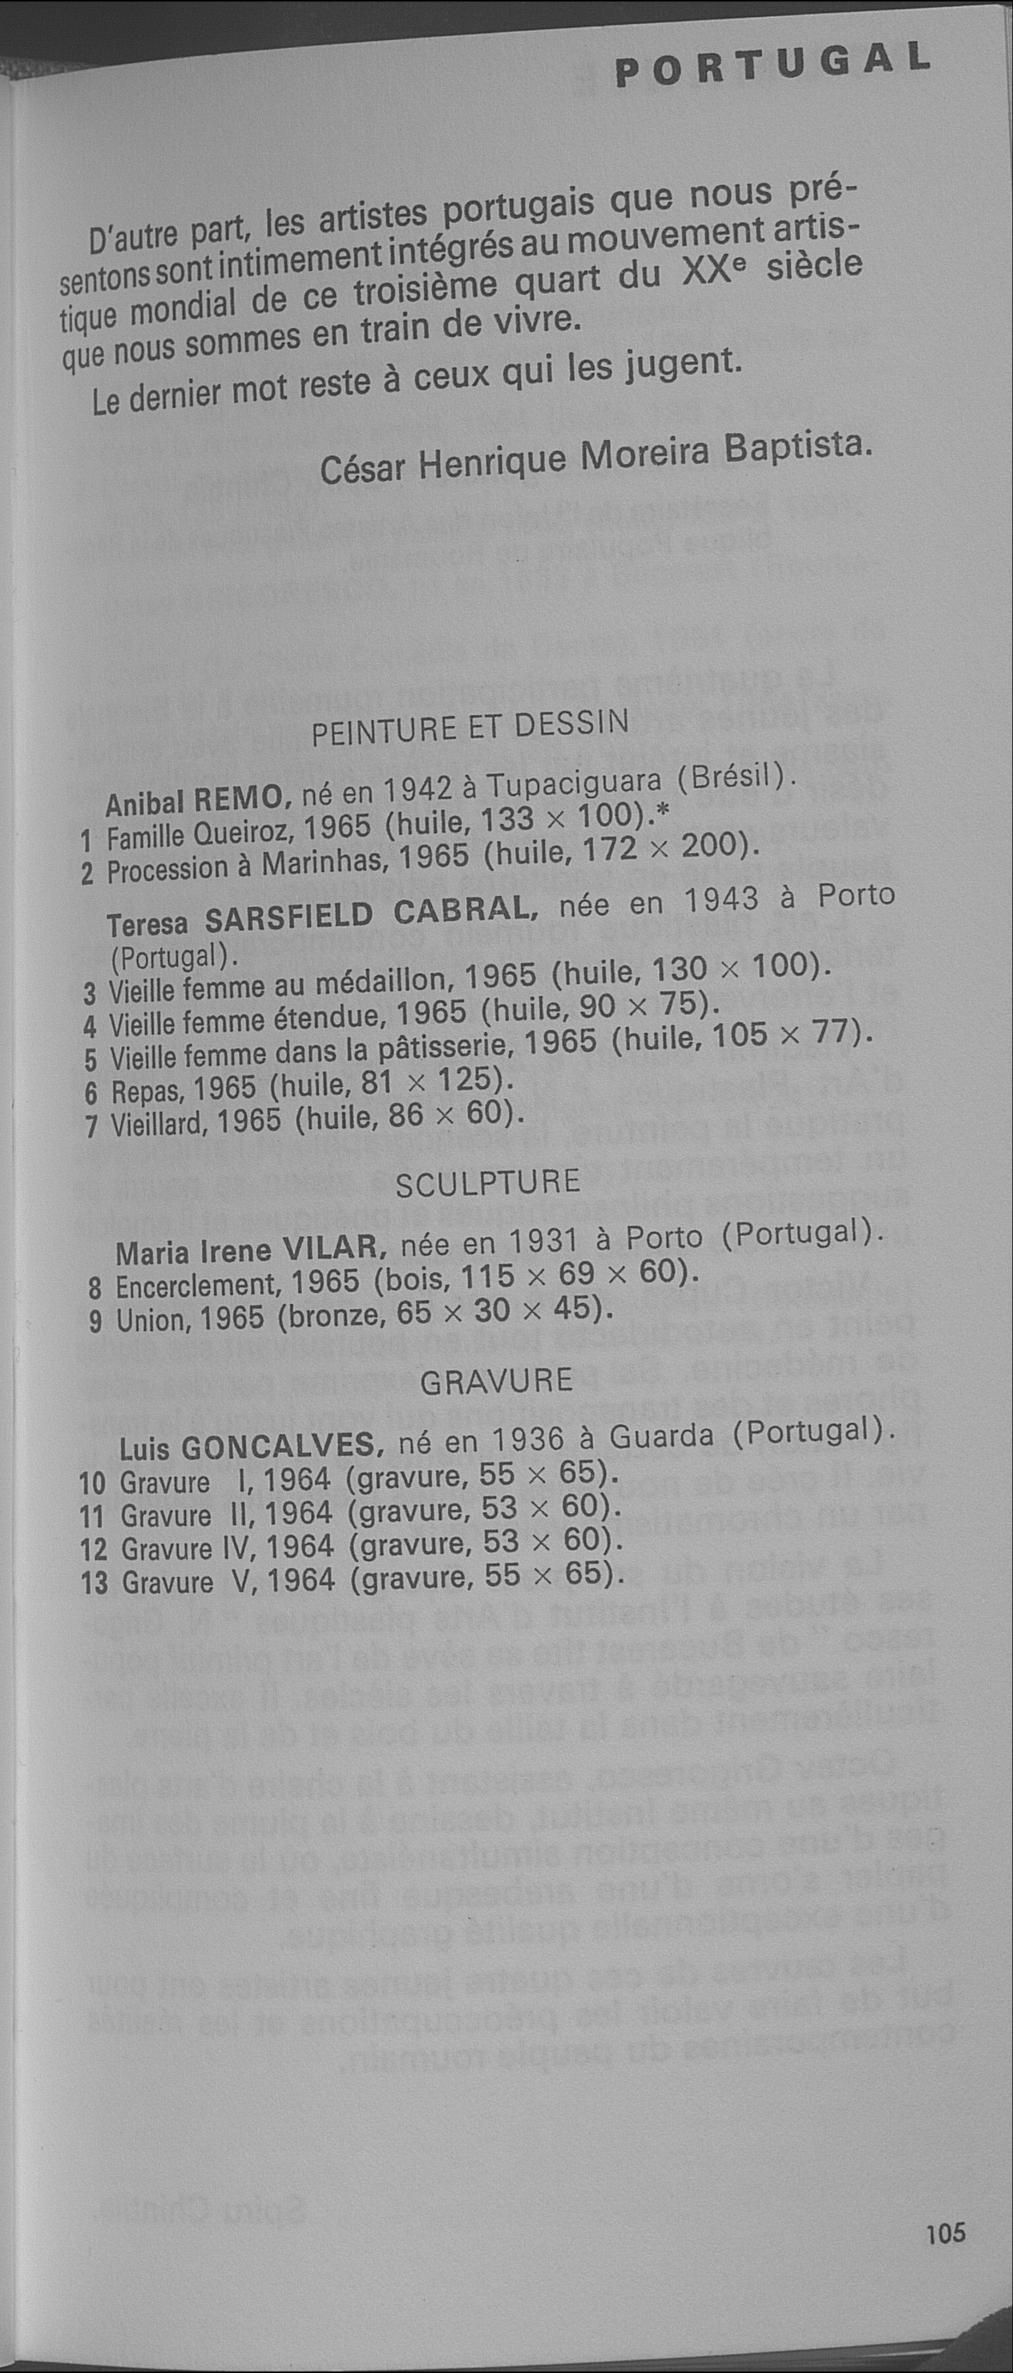 PORTUGAL
D'autre part, les artistes portugais que nous pré-
sentons sont intimement intégrés au mouvement artis-
tique mondial de ce troisième quart du XXe siècle
que nous sommes en train de vivre.
Le dernier mot reste à ceux qui les jugent.
César Henrique Moreira Baptista.
PEINTURE ET DESSIN
Anibal REMO, né en 1942 à Tupaciguara (Brésil).
1 Famille Queiroz, 1965 (huile, 133 × 100).*
2 Procession à Marinhas, 1965 (huile, 172 × 200).
Teresa SARSFIELD CABRAL, née en 1943 à Porto
(Portugal).
3 Vieille femme au médaillon, 1965 (huile, 130 × 100).
4 Vieille femme étendue, 1965 (huile, 90 × 75).
5 Vieille femme dans la pâtisserie, 1965 (huile, 105 × 77).
6 Repas, 1965 (huile, 81 × 125).
7 Vieillard, 1965 (huile, 86 × 60).
SCULPTURE
Maria Irene VILAR, née en 1931 à Porto (Portugal).
8 Encerclement, 1965 (bois, 115 × 69 × 60).
9 Union, 1965 (bronze, 65 × 30 × 45).
GRAVURE
Luis GONCALVES, né en 1936 à Guarda (Portugal).
10 Gravure I, 1964 (gravure, 55 × 65).
11 Gravure II, 1964 (gravure, 53 × 60).
12 Gravure IV, 1964 (gravure, 53 × 60).
13 Gravure V, 1964 (gravure, 55 × 65).
105